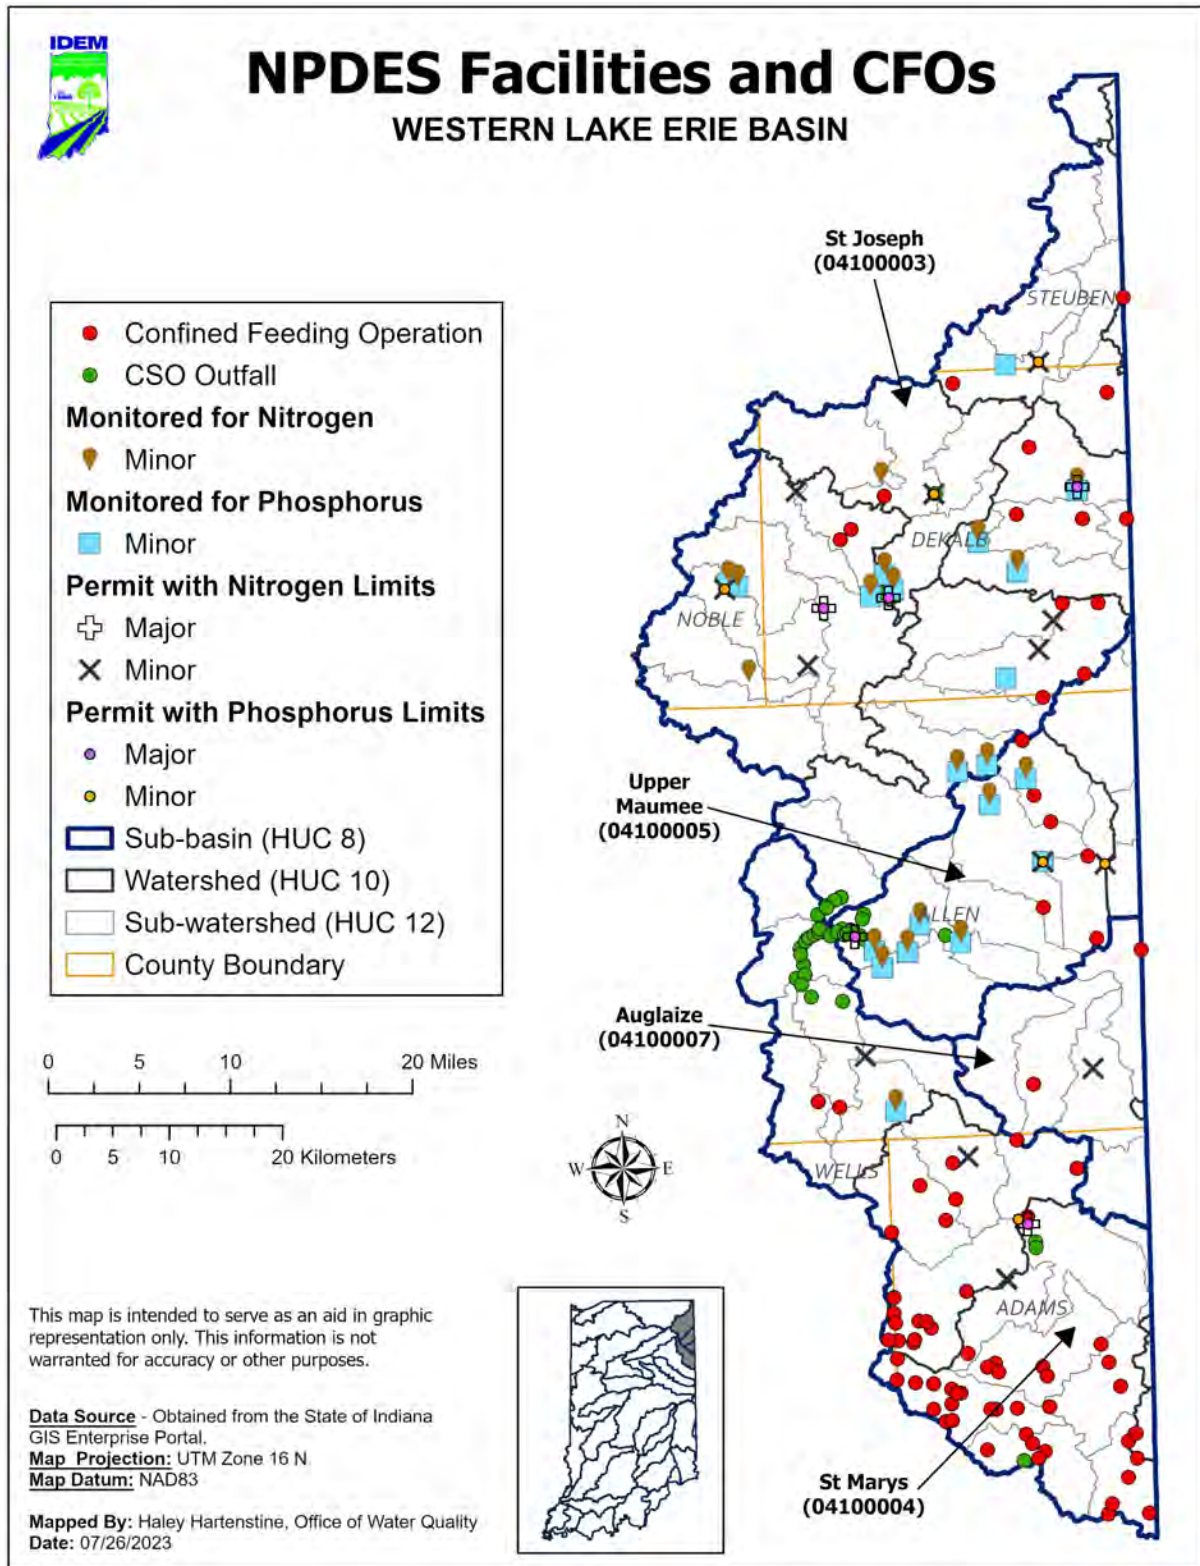 IDEM
NPDES Facilities and CFOs
WESTERN LAKE ERIE BASIN
St Joseph
(04100003)
STEUBEN
Confined Feeding Operation
CSO Outfall
Monitored for Nitrogen
Minor
Monitored for Phosphorus
Minor
Permit with Nitrogen Limits
Major
Minor
Permit with Phosphorus Limits
Major
Minor
Sub-basin (HUC 8)
Watershed (HUC 10)
Sub-watershed (HUC 12)
County Boundary
DEKALB
NOBLE
Upper
Maumee
(04100005)
ALLEN
Auglaize
(04100007)
0 5 10 20 Miles
0 5 10 20 Kilometers
N
W E
S
WELLS
ADAMS
St Marys
(04100004)
This map is intended to serve as an aid in graphic
representation only. This information is not
warranted for accuracy or other purposes.
Data Source - Obtained from the State of Indiana
GIS Enterprise Portal.
Map Projection: UTM Zone 16 N
Map Datum: NAD83
Mapped By: Haley Hartenstine, Office of Water Quality
Date: 07/26/2023